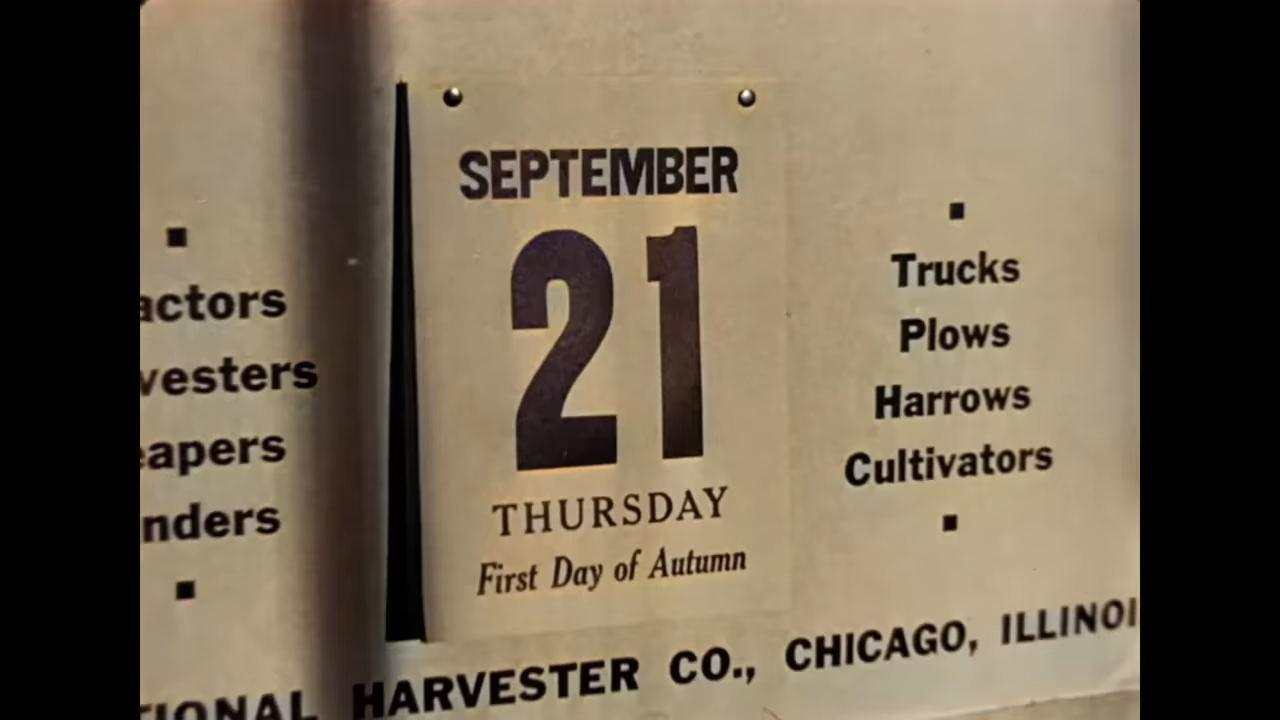 actors
vesters
eapers
nders
SEPTEMBER
21
THURSDAY
First Day of Autumn
Trucks
Plows
Harrows
Cultivators
TIONAL HARVESTER CO., CHICAGO, ILLINOI